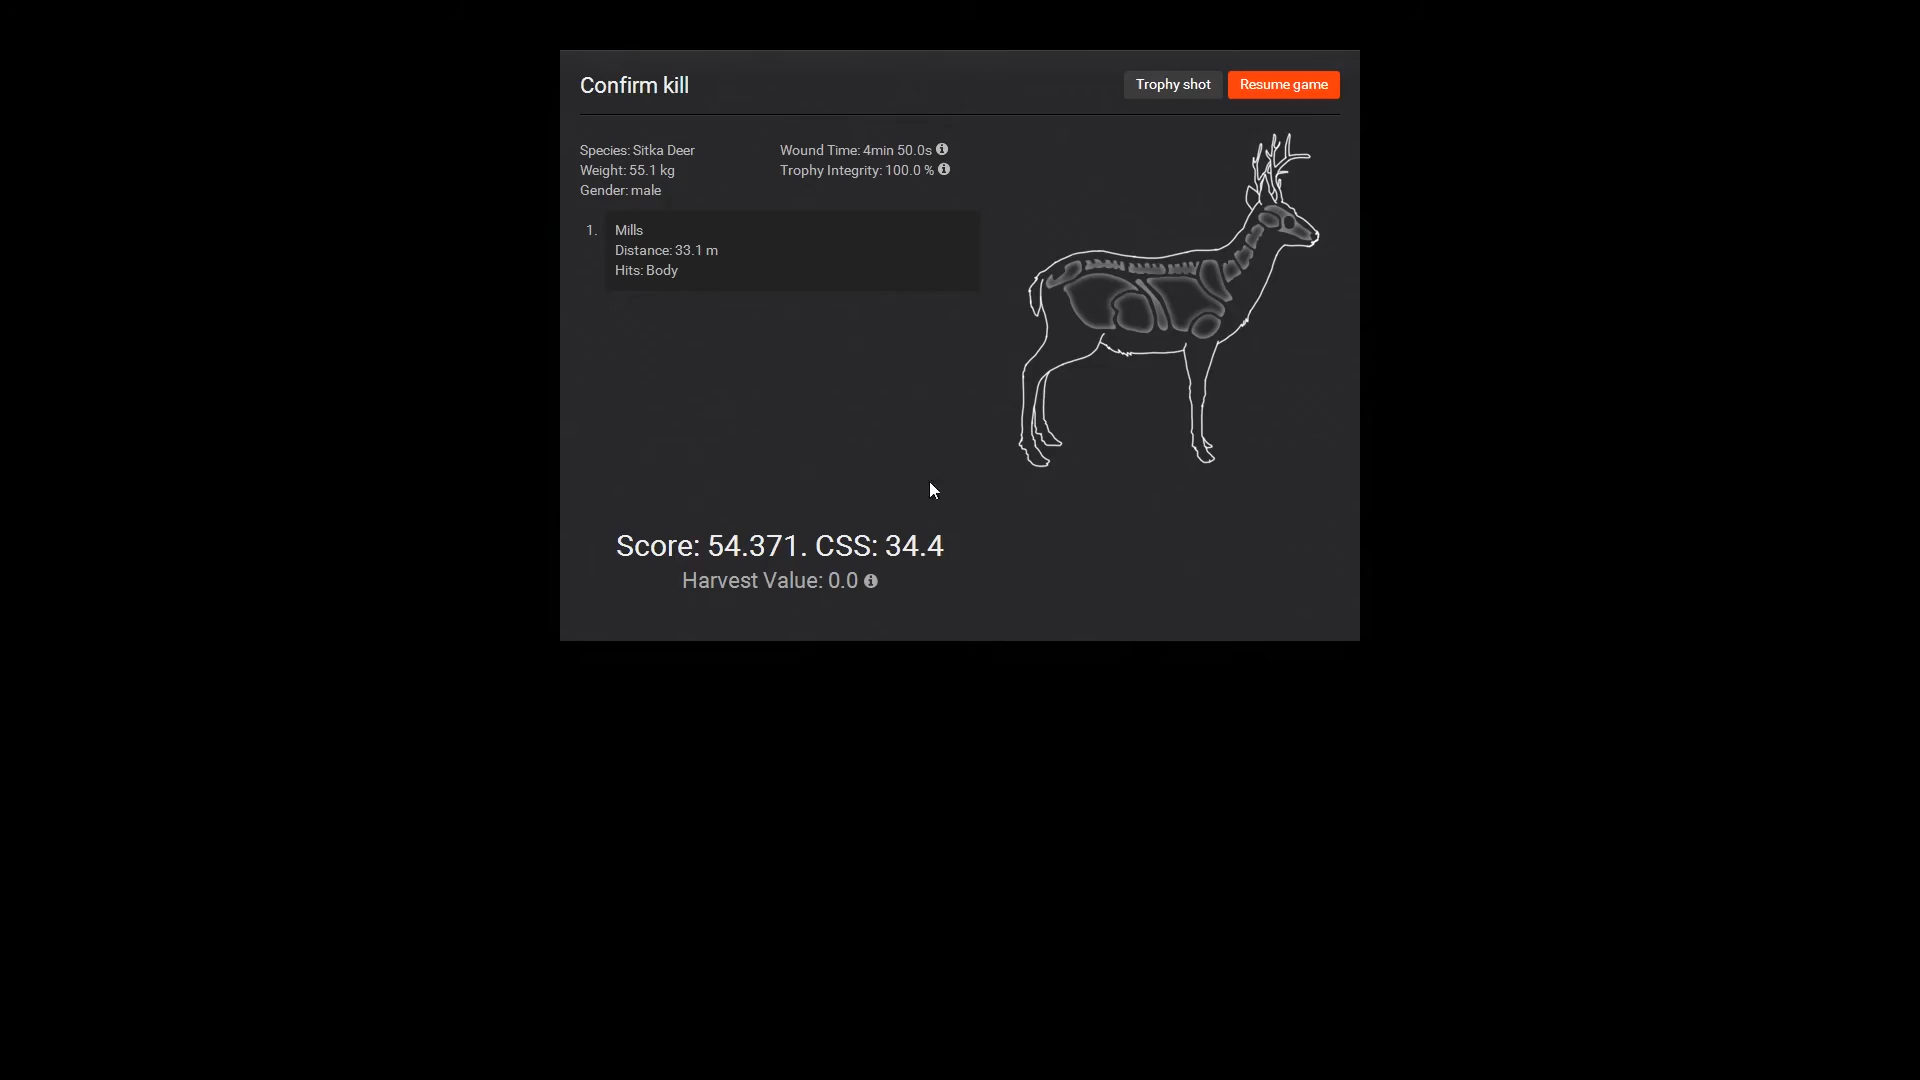 Confirm kill
Trophy shot
Resume game
Species: Sitka Deer
Weight: 55.1 kg
Gender: male
Wound Time: 4min 50.0s
Trophy Integrity: 100.0 %
1.
Mills
Distance: 33.1 m
Hits: Body
Score: 54.371. CSS: 34.4
Harvest Value: 0.0